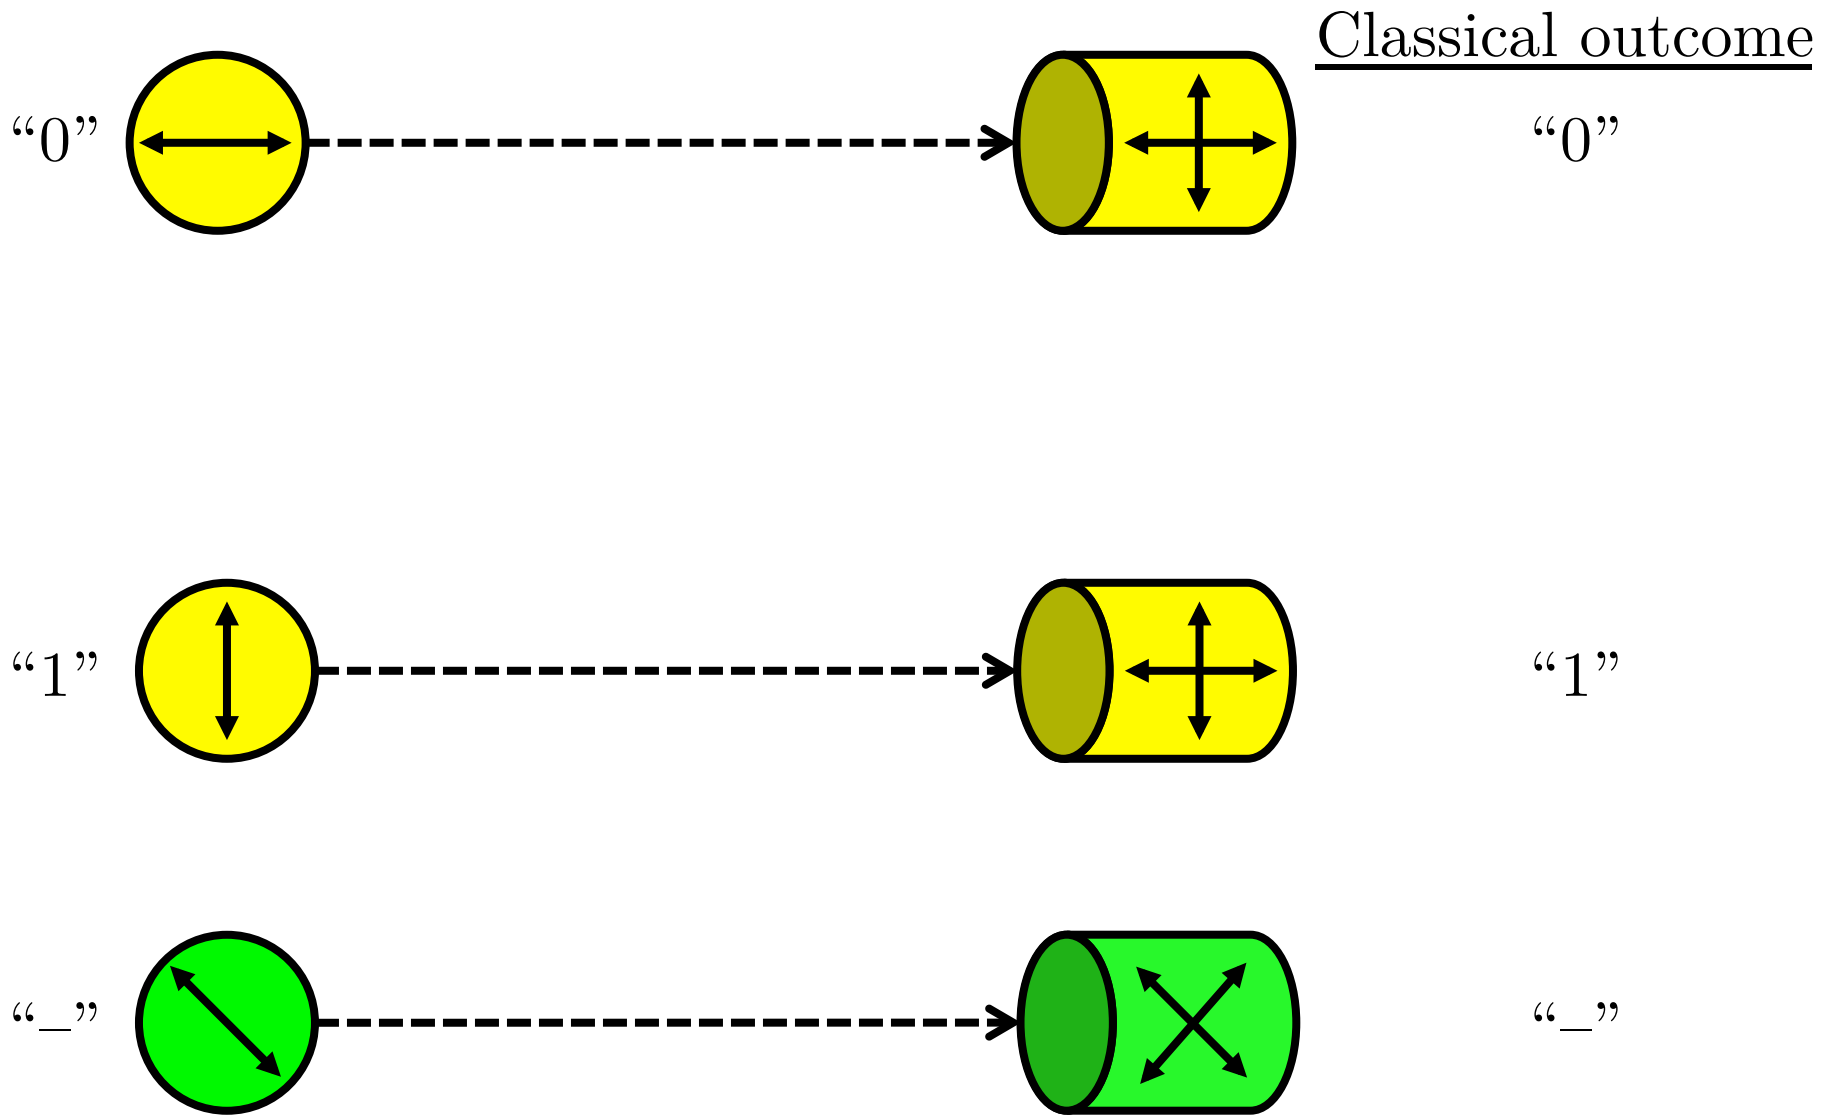 Classical outcome
“0” “0”
“1” “1”
“–” “–”